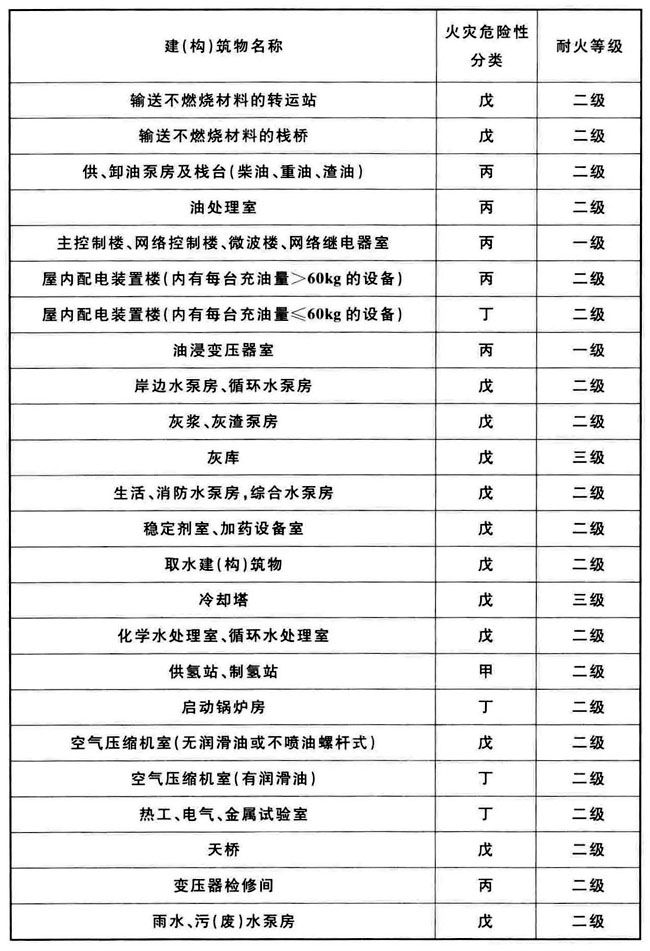 建(构)筑物名称 火灾危险性分类 耐火等级
输送不燃烧材料的转运站 戊 二级
输送不燃烧材料的栈桥 戊 二级
供、卸油泵房及栈台(柴油、重油、渣油) 丙 二级
油处理室 丙 二级
主控制楼、网络控制楼、微波楼、网络继电器室 丙 一级
屋内配电装置楼(内有每台充油量>60kg的设备) 丙 二级
屋内配电装置楼(内有每台充油量≤60kg的设备) 丁 二级
油浸变压器室 丙 一级
岸边水泵房、循环水泵房 戊 二级
灰浆、灰渣泵房 戊 二级
灰库 戊 三级
生活、消防水泵房,综合水泵房 戊 二级
稳定剂室、加药设备室 戊 二级
取水建(构)筑物 戊 二级
冷却塔 戊 三级
化学水处理室、循环水处理室 戊 二级
供氢站、制氢站 甲 二级
启动锅炉房 丁 二级
空气压缩机室(无润滑油或不喷油螺杆式) 戊 二级
空气压缩机室(有润滑油) 丁 二级
热工、电气、金属试验室 丁 二级
天桥 戊 二级
变压器检修间 丙 二级
雨水、污(废)水泵房 戊 二级